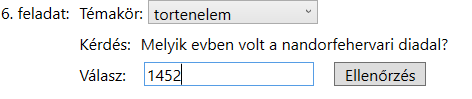 6. feladat: Témakör: tortenelem
Kérdés: Melyik evben volt a nandorfehervari diadal?
Válasz: 1452 Ellenőrzés